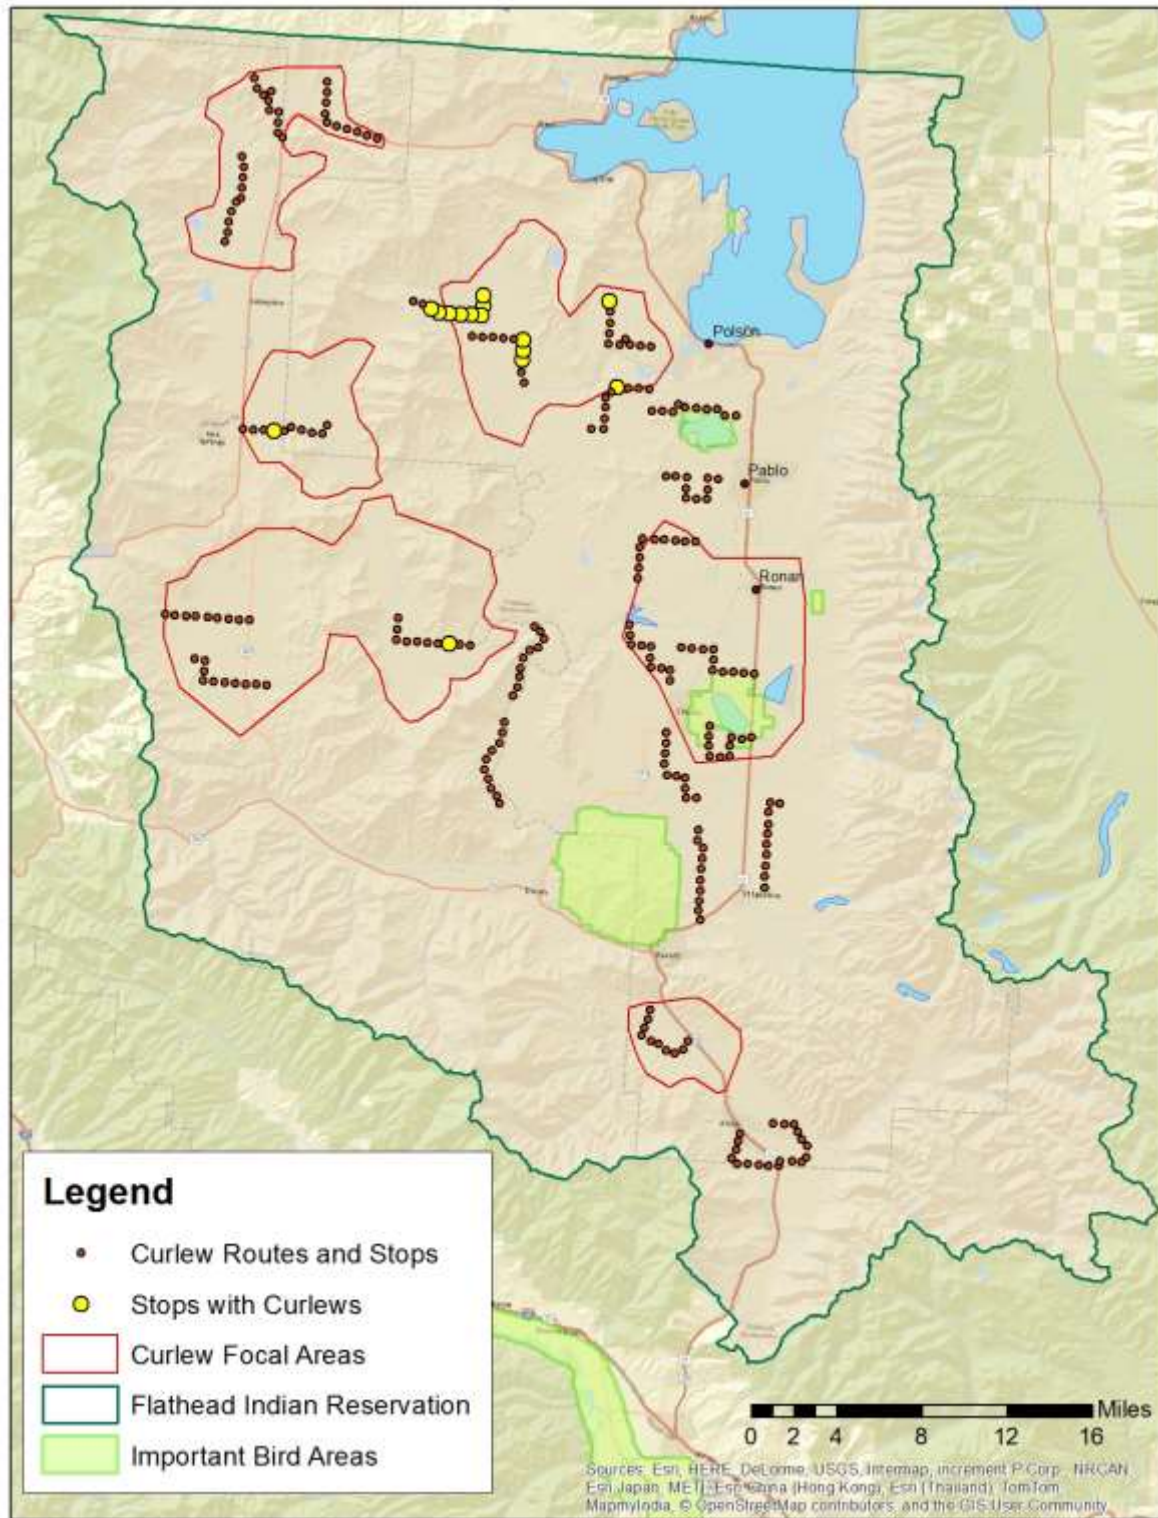 Polson
Pablo
Ronan
Legend
Curlew Routes and Stops
Stops with Curlews
Curlew Focal Areas
Flathead Indian Reservation
Important Bird Areas
Miles
0 2 4 8 12 16
Sources: Esri, HERE, DeLorme, USGS, Intermap, increment P Corp., NRCAN,
Esri Japan, METI, Esri China (Hong Kong), Esri (Thailand), TomTom,
MapmyIndia, © OpenStreetMap contributors, and the GIS User Community